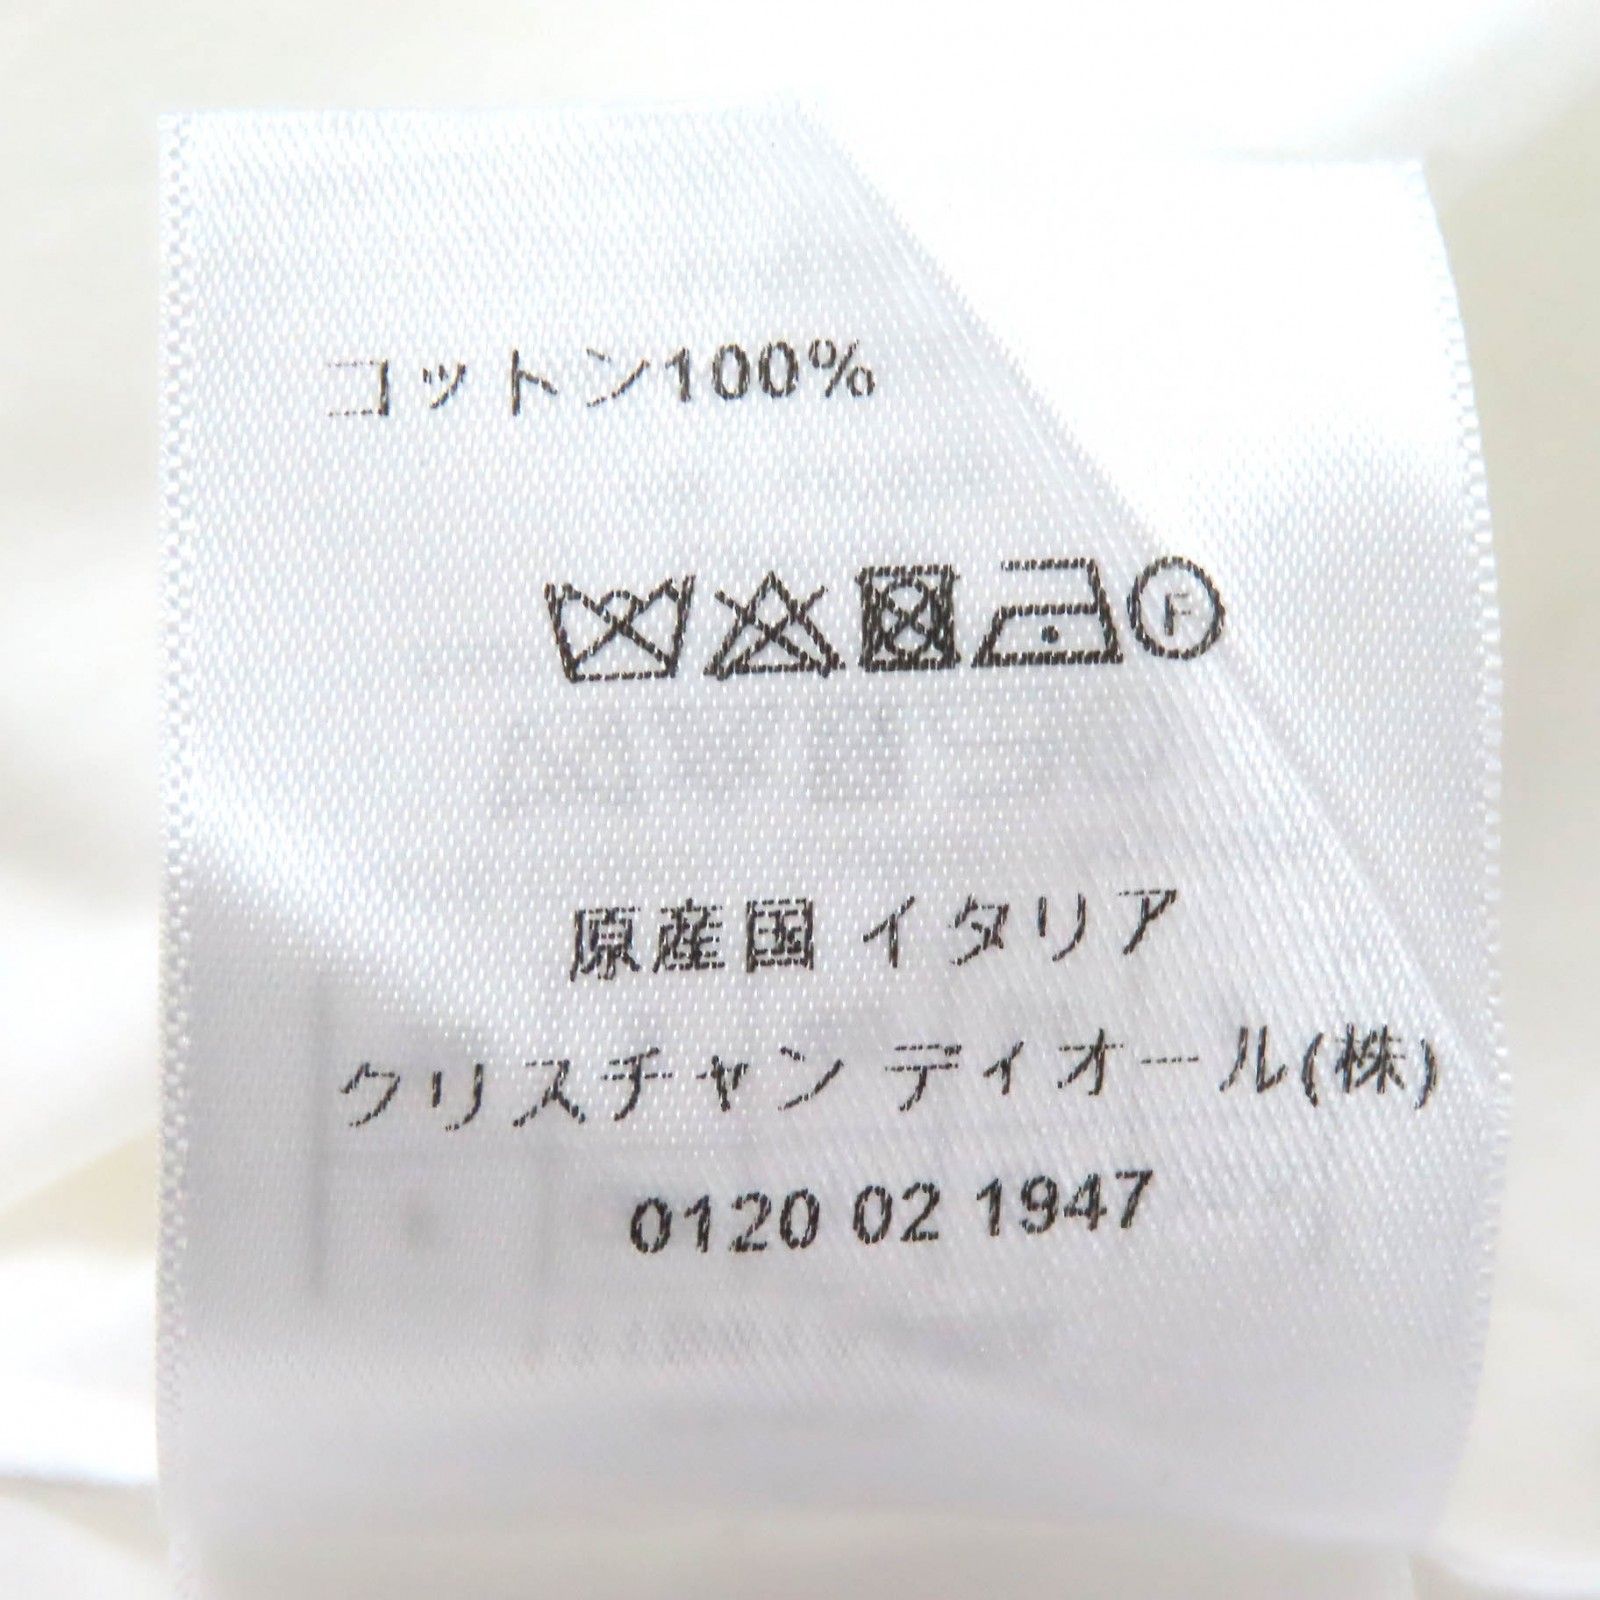 コットン100%
F
原産国 イタリア
クリスチャン ディオール(株)
0120 02 1947